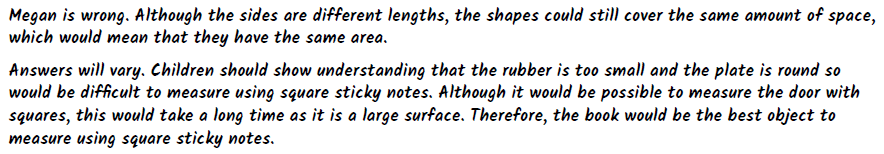 Megan is wrong. Although the sides are different lengths, the shapes could still cover the same amount of space,
which would mean that they have the same area.
Answers will vary. Children should show understanding that the rubber is too small and the plate is round so
would be difficult to measure using square sticky notes. Although it would be possible to measure the door with
squares, this would take a long time as it is a large surface. Therefore, the book would be the best object to
measure using square sticky notes.